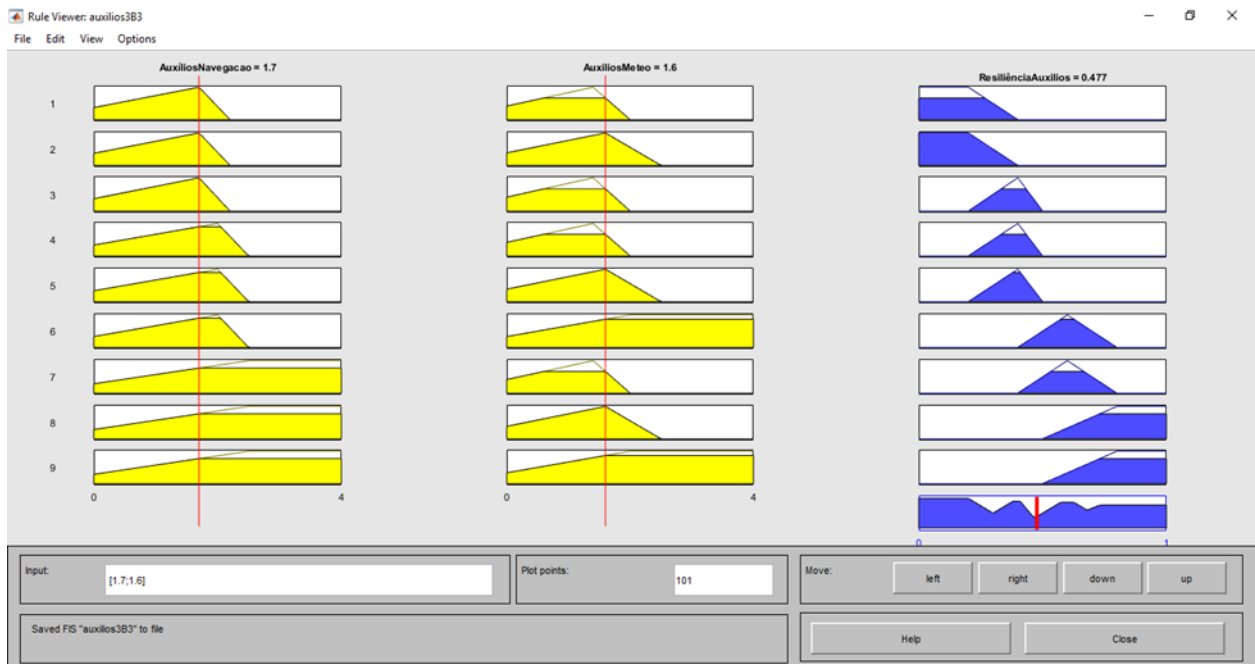 Rule Viewer: auxilios3B3
File Edit View Options
AuxíliosNavegacao = 1.7
AuxíliosMeteo = 1.6
ResiliênciaAuxilios = 0.477
1
2
3
4
5
6
7
8
9
0 4
0 4
0 1
Input:
[1.7;1.6]
Plot points:
101
Move:
left
right
down
up
Saved FIS "auxilios3B3" to file
Help
Close